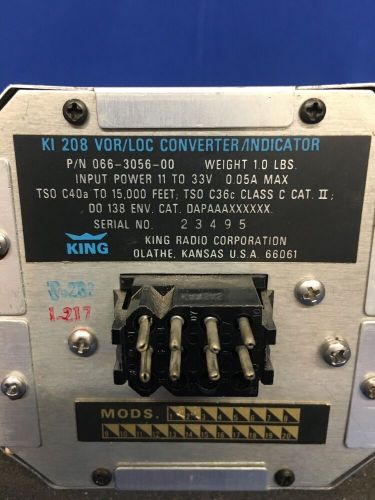 KI 208 VOR/LOC CONVERTER/INDICATOR
P/N 066-3056-00 WEIGHT 1.0 LBS.
INPUT POWER 11 TO 33V 0.05A MAX
TSO C40a TO 15,000 FEET; TSO C36c CLASS C CAT. II;
DO 138 ENV. CAT. DAPAAAXXXXXX.
SERIAL NO. 23495
KING
KING RADIO CORPORATION
OLATHE, KANSAS U.S.A. 66061
1-217
MODS.